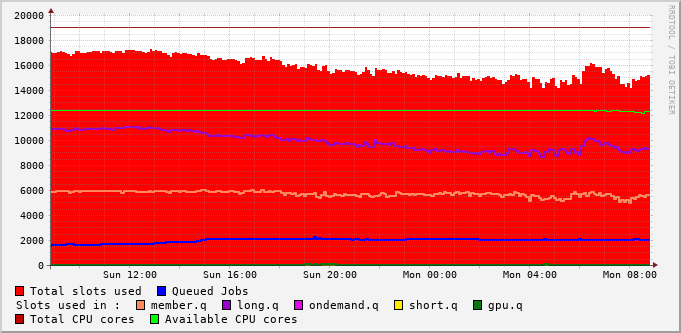 20000
18000
16000
14000
12000
10000
8000
6000
4000
2000
0
Sun 12:00 Sun 16:00 Sun 20:00 Mon 00:00 Mon 04:00 Mon 08:00
RRDTOOL / TOBI OETIKER
Total slots used Queued Jobs
Slots used in : member.q long.q ondemand.q short.q gpu.q
Total CPU cores Available CPU cores